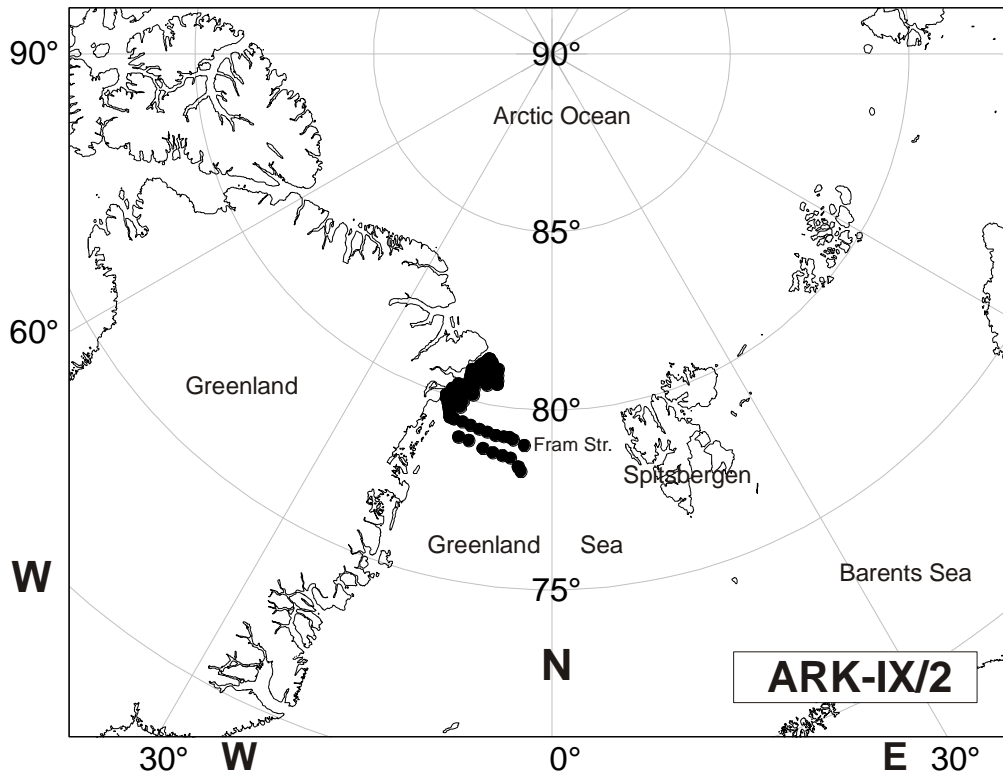 90°
90°
Arctic Ocean
85°
60°
Greenland
80°
Fram Str.
Spitsbergen
Greenland Sea
Barents Sea
W
75°
N
ARK-IX/2
30° W 0° E 30°